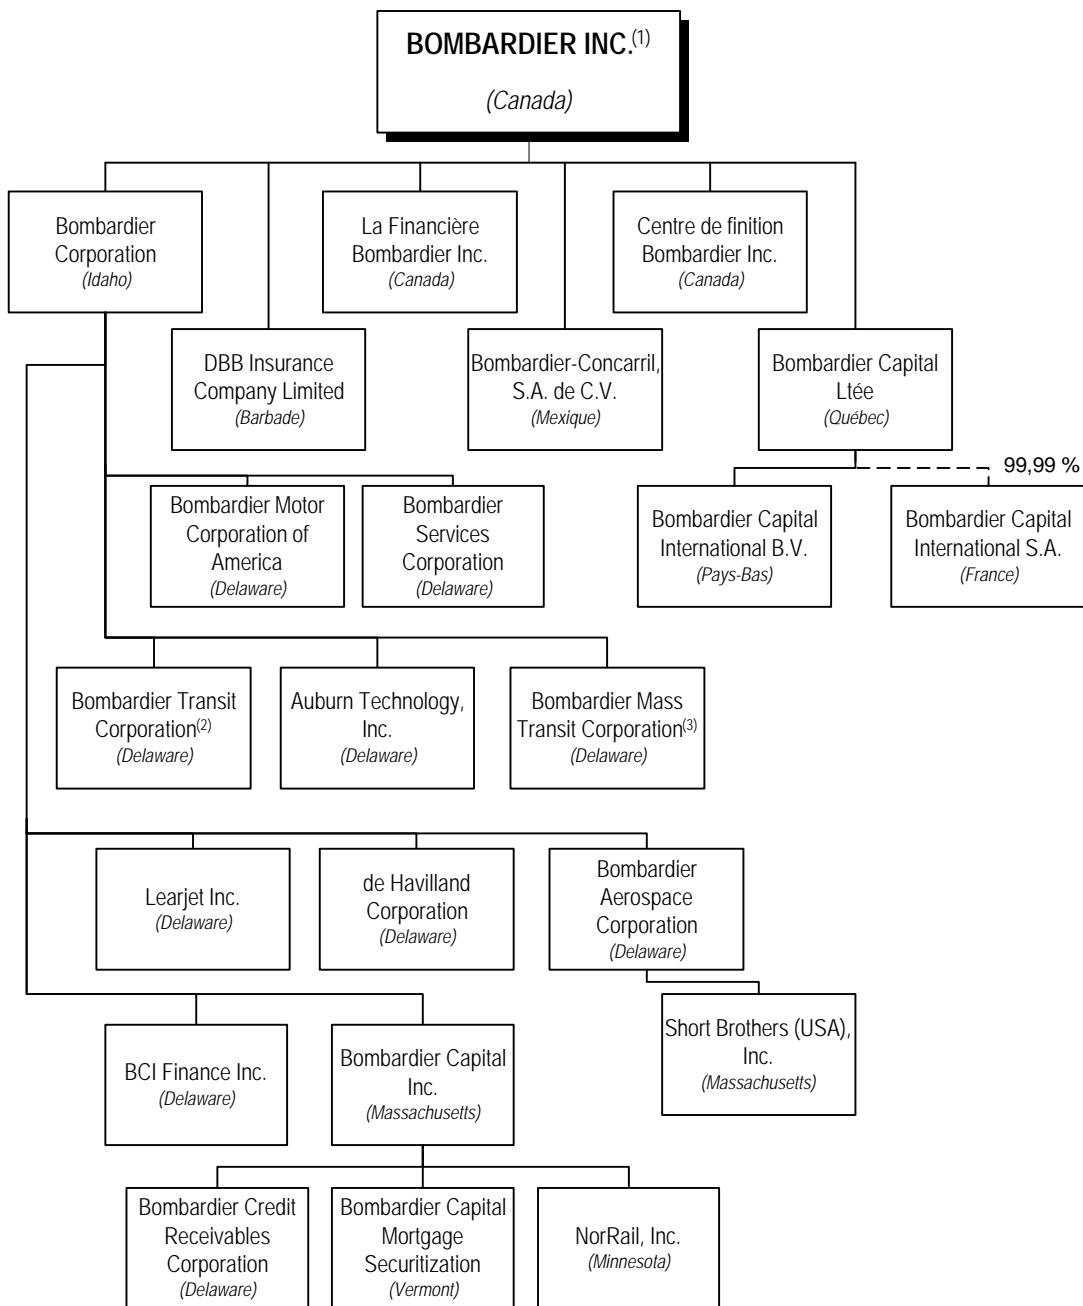 BOMBARDIER INC.(1)
(Canada)
Bombardier
Corporation
(Idaho)
La Financière
Bombardier Inc.
(Canada)
Centre de finition
Bombardier Inc.
(Canada)
DBB Insurance
Company Limited
(Barbade)
Bombardier-Concarril,
S.A. de C.V.
(Mexique)
Bombardier Capital
Ltée
(Québec)
99,99 %
Bombardier Motor
Corporation of
America
(Delaware)
Bombardier
Services
Corporation
(Delaware)
Bombardier Capital
International B.V.
(Pays-Bas)
Bombardier Capital
International S.A.
(France)
Bombardier Transit
Corporation(2)
(Delaware)
Auburn Technology,
Inc.
(Delaware)
Bombardier Mass
Transit Corporation(3)
(Delaware)
Learjet Inc.
(Delaware)
de Havilland
Corporation
(Delaware)
Bombardier
Aerospace
Corporation
(Delaware)
Short Brothers (USA),
Inc.
(Massachusetts)
BCI Finance Inc.
(Delaware)
Bombardier Capital
Inc.
(Massachusetts)
Bombardier Credit
Receivables
Corporation
(Delaware)
Bombardier Capital
Mortgage
Securitization
(Vermont)
NorRail, Inc.
(Minnesota)